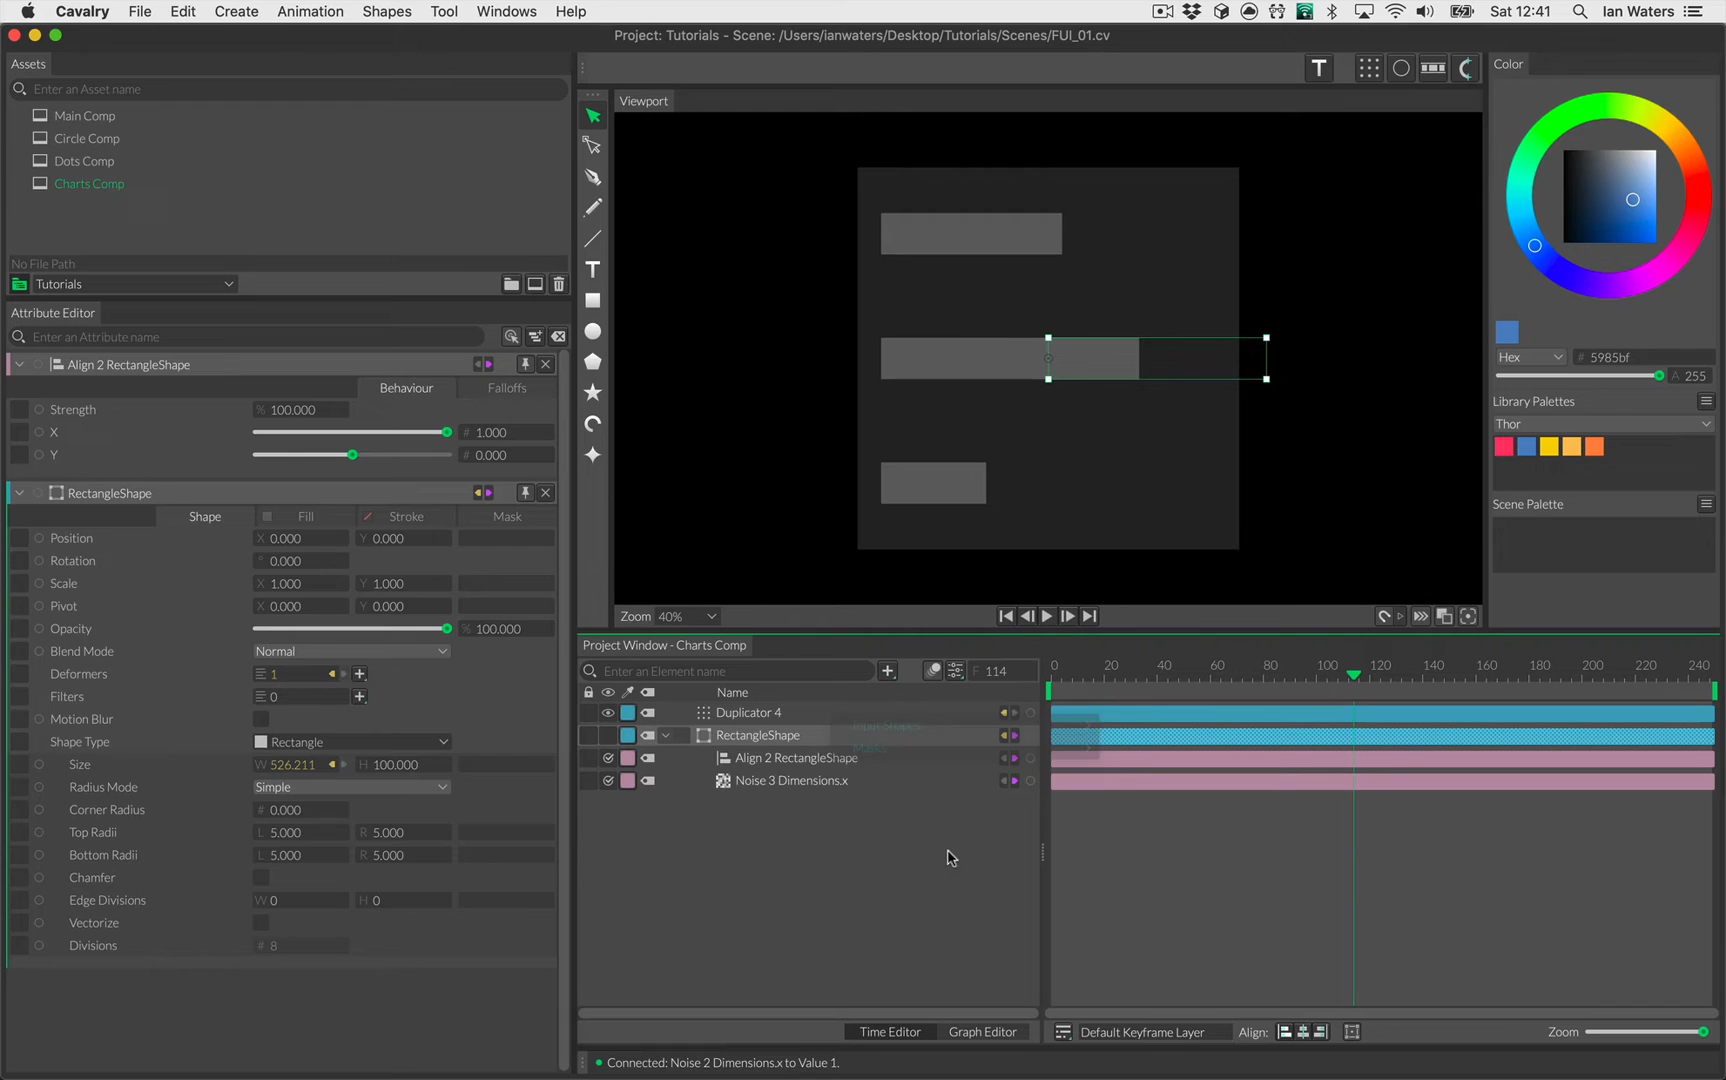 Cavalry File Edit Create Animation Shapes Tool Windows Help Sat 12:41 Ian Waters
Project: Tutorials - Scene: /Users/ianwaters/Desktop/Tutorials/Scenes/FUI_01.cv
Assets
Enter an Asset name
Main Comp
Circle Comp
Dots Comp
Charts Comp
No File Path
Tutorials
Attribute Editor
Enter an Attribute name
Align 2 RectangleShape
Behaviour Falloffs
Strength % 100.000
X # 1.000
Y # 0.000
RectangleShape
Shape Fill Stroke Mask
Position X 0.000 Y 0.000
Rotation ° 0.000
Scale X 1.000 Y 1.000
Pivot X 0.000 Y 0.000
Opacity % 100.000
Blend Mode Normal
Deformers 1
Filters 0
Motion Blur
Shape Type Rectangle
Size W 526.211 H 100.000
Radius Mode Simple
Corner Radius # 0.000
Top Radii L 5.000 R 5.000
Bottom Radii L 5.000 R 5.000
Chamfer
Edge Divisions W 0 H 0
Vectorize
Divisions # 8
T
Viewport
T
Zoom 40%
Project Window - Charts Comp
Enter an Element name F 114
0 20 40 60 80 100 120 140 160 180 200 220 240
Name
Duplicator 4
Input Shapes
RectangleShape
Masks
Align 2 RectangleShape
Noise 3 Dimensions.x
Time Editor Graph Editor Default Keyframe Layer Align: Zoom
Connected: Noise 2 Dimensions.x to Value 1.
Color
Hex # 5985bf
A 255
Library Palettes
Thor
Scene Palette